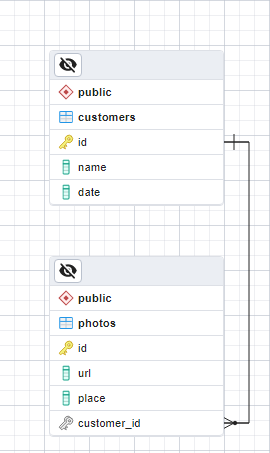 public
customers
id
name
date
public
photos
id
url
place
customer_id